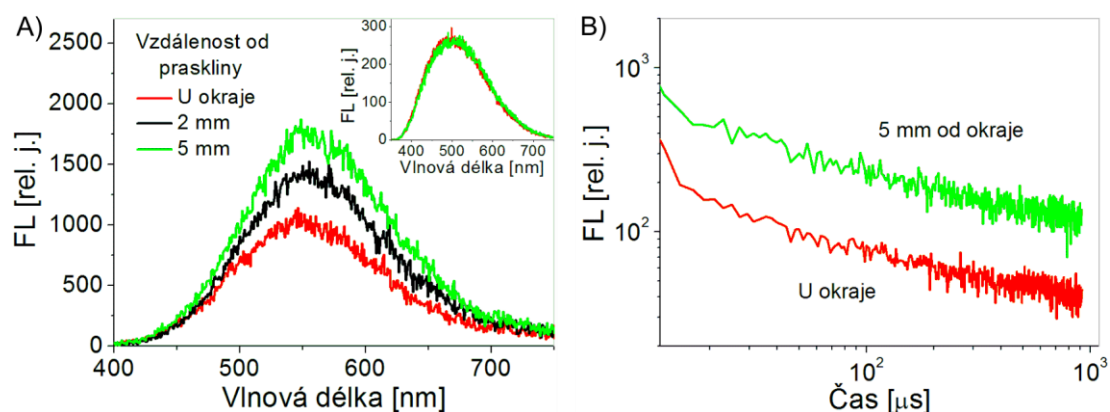 A)
FL [rel. j.]
2500
2000
1500
1000
500
0
Vzdálenost od
praskliny
U okraje
2 mm
5 mm
400
500
600
700
Vlnová délka [nm]
FL [rel. j.]
300
200
100
0
400
500
600
700
Vlnová délka [nm]
B)
FL [rel. j.]
10³
10²
5 mm od okraje
U okraje
10²
10³
Čas [μs]